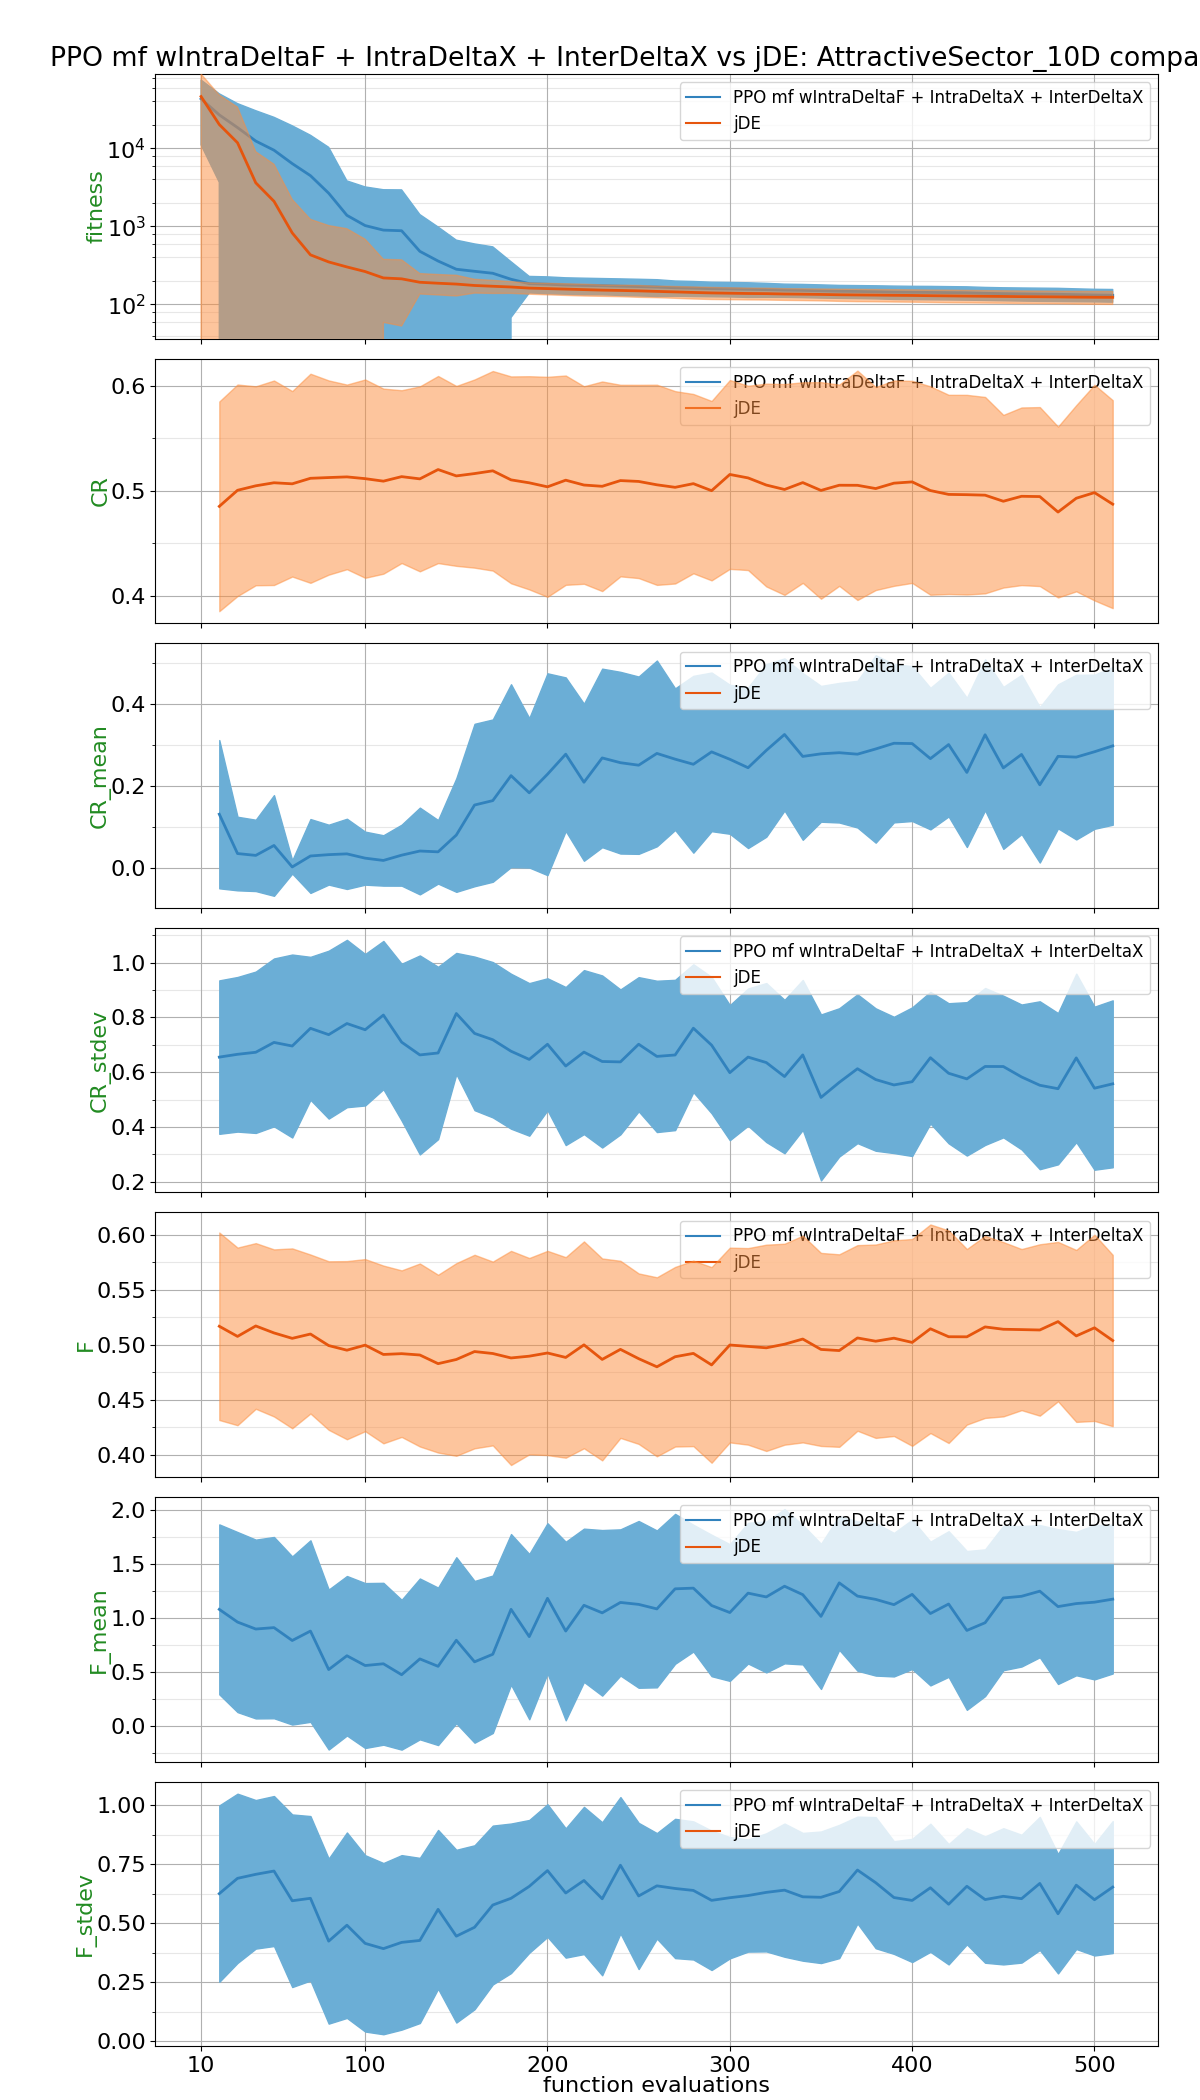 PPO mf wIntraDeltaF + IntraDeltaX + InterDeltaX vs jDE: AttractiveSector_10D compa
fitness
10^4
10^3
10^2
PPO mf wIntraDeltaF + IntraDeltaX + InterDeltaX
jDE
CR
0.6
0.5
0.4
PPO mf wIntraDeltaF + IntraDeltaX + InterDeltaX
jDE
CR_mean
0.4
0.2
0.0
PPO mf wIntraDeltaF + IntraDeltaX + InterDeltaX
jDE
CR_stdev
1.0
0.8
0.6
0.4
0.2
PPO mf wIntraDeltaF + IntraDeltaX + InterDeltaX
jDE
F
0.60
0.55
0.50
0.45
0.40
PPO mf wIntraDeltaF + IntraDeltaX + InterDeltaX
jDE
F_mean
2.0
1.5
1.0
0.5
0.0
PPO mf wIntraDeltaF + IntraDeltaX + InterDeltaX
jDE
F_stdev
1.00
0.75
0.50
0.25
0.00
PPO mf wIntraDeltaF + IntraDeltaX + InterDeltaX
jDE
10 100 200 300 400 500
function evaluations